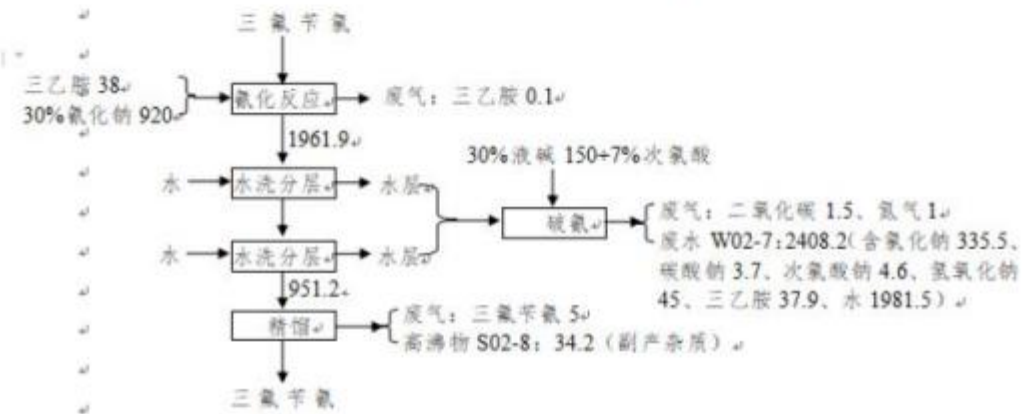 三氟苄氯
三乙胺 38
30%氰化钠 920
氰化反应
废气：三乙胺 0.1
1961.9
30%液碱 150+7%次氯酸
水
水洗分层
水层
破氰
废气：二氧化碳 1.5、氮气 1
废水 W02-7:2408.2（含氯化钠 335.5、
碳酸钠 3.7、次氯酸钠 4.6、氢氧化钠
45、三乙胺 37.9、水 1981.5）
水
水洗分层
水层
951.2
精馏
废气：三氟苄氰 5
高沸物 S02-8：34.2（副产杂质）
三氟苄氰